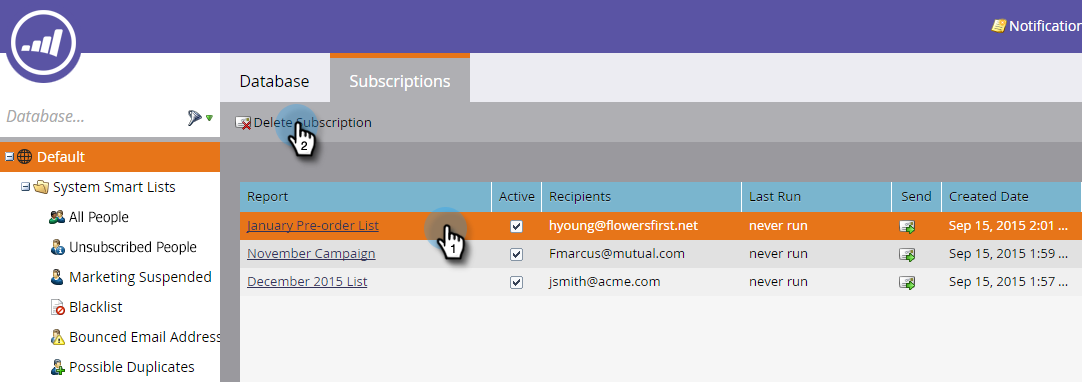 Notification
Database Subscriptions
Database...
Delete Subscription
2
Default
System Smart Lists
All People
Unsubscribed People
Marketing Suspended
Blacklist
Bounced Email Address
Possible Duplicates
Report Active Recipients Last Run Send Created Date
January Pre-order List hyoung@flowersfirst.net never run Sep 15, 2015 2:01 ...
1
November Campaign Fmarcus@mutual.com never run Sep 15, 2015 1:59 ...
December 2015 List jsmith@acme.com never run Sep 15, 2015 1:57 ...